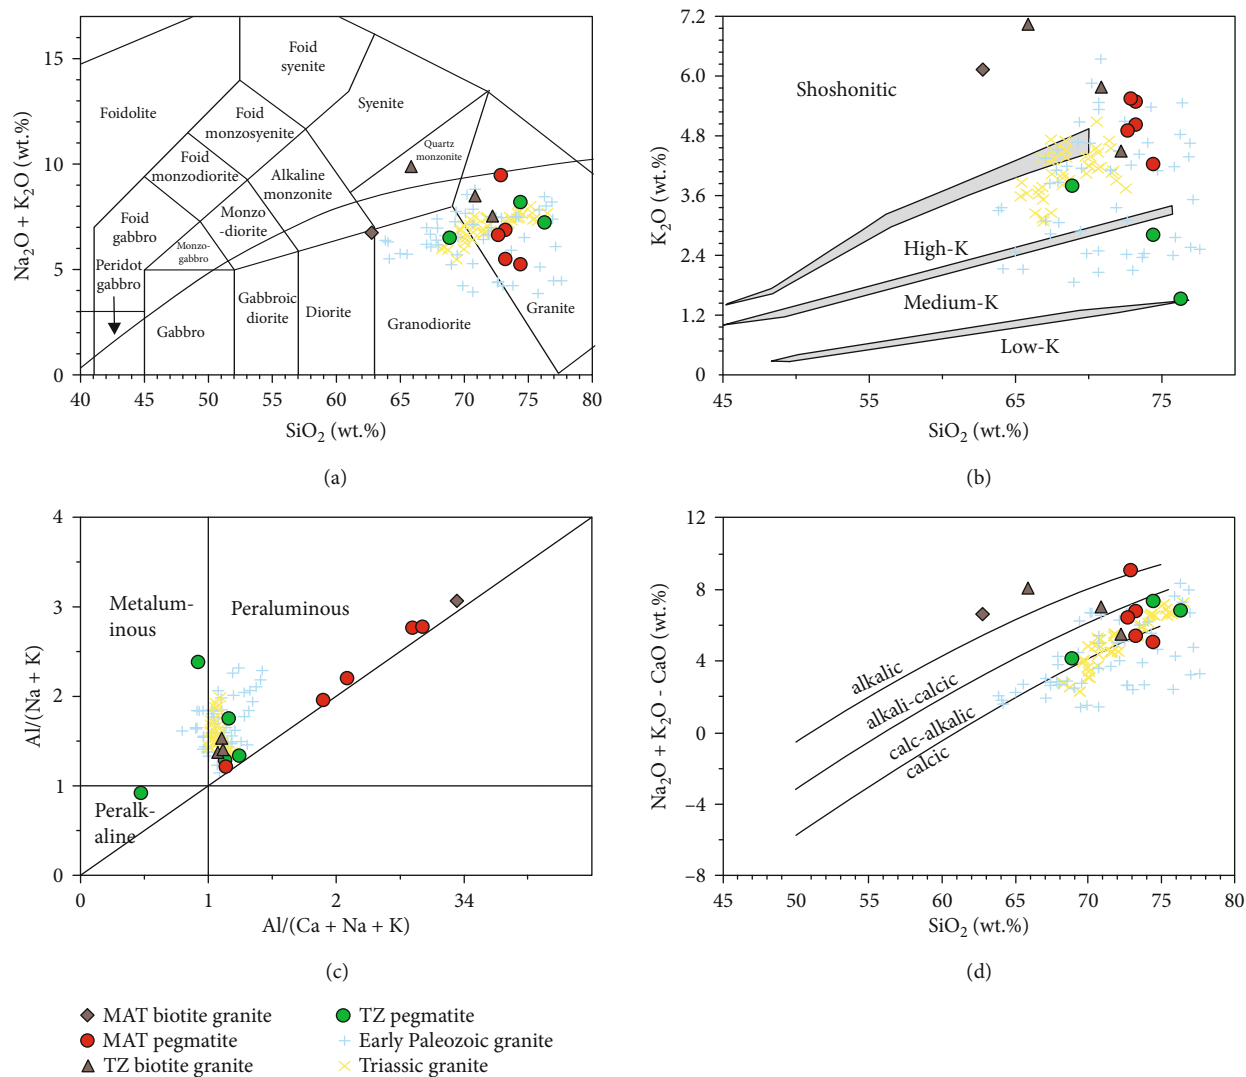 15
10
5
0
Na2O + K2O (wt.%)
Foidolite
Foid
syenite
Foid
monzosyenite
Syenite
Foid
monzodiorite
Alkaline
monzonite
Quartz
monzonite
Foid
gabbro
Monzo
-diorite
Monzo-
gabbro
Peridot
gabbro
Gabbro
Gabbroic
diorite
Diorite
Granodiorite
Granite
40 45 50 55 60 65 70 75 80
SiO2 (wt.%)
(a)
7.2
6.0
4.8
3.6
2.4
1.2
0
K2O (wt.%)
Shoshonitic
High-K
Medium-K
Low-K
45 55 65 75
SiO2 (wt.%)
(b)
4
3
2
1
0
Al/(Na + K)
Metalum-
inous
Peraluminous
Peralk-
aline
0 1 2 34
Al/(Ca + Na + K)
(c)
12
8
4
0
–4
–8
Na2O + K2O - CaO (wt.%)
alkalic
alkali-calcic
calc-alkalic
calcic
45 50 55 60 65 70 75 80
SiO2 (wt.%)
(d)
MAT biotite granite
MAT pegmatite
TZ biotite granite
TZ pegmatite
Early Paleozoic granite
Triassic granite